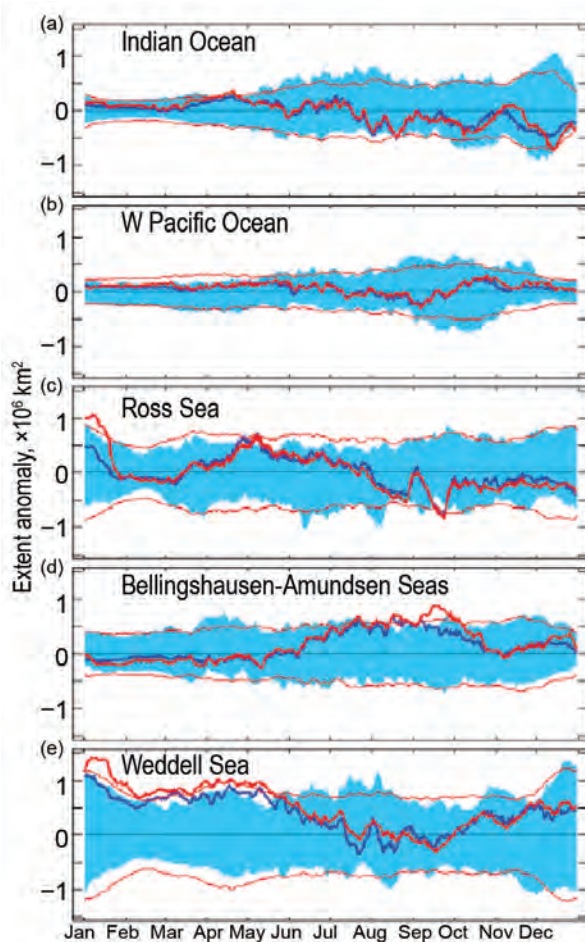 (a)
Indian Ocean
1
0
−1
(b)
W Pacific Ocean
1
0
−1
(c)
Ross Sea
1
0
−1
(d)
Bellingshausen-Amundsen Seas
1
0
−1
(e)
Weddell Sea
1
0
−1
Extent anomaly, ×10⁶ km²
Jan Feb Mar Apr May Jun Jul Aug Sep Oct Nov Dec